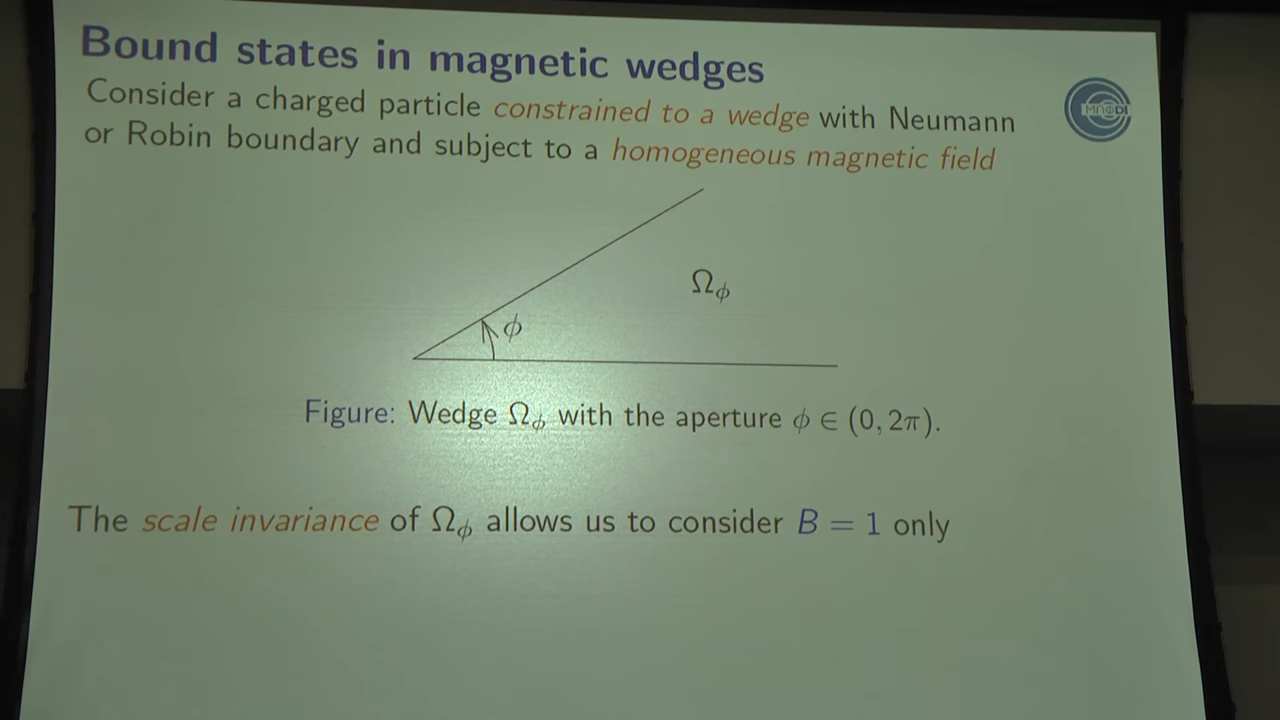 Bound states in magnetic wedges
Consider a charged particle constrained to a wedge with Neumann
or Robin boundary and subject to a homogeneous magnetic field
Ω_ϕ
ϕ
Figure: Wedge Ω_ϕ with the aperture ϕ ∈ (0, 2π).
The scale invariance of Ω_ϕ allows us to consider B = 1 only